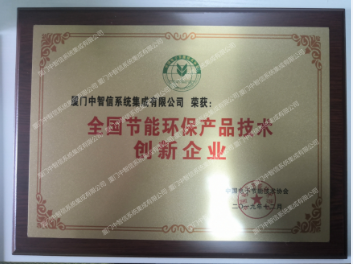 厦门中智信系统集成有限公司 荣获：
全国节能环保产品技术
创新企业